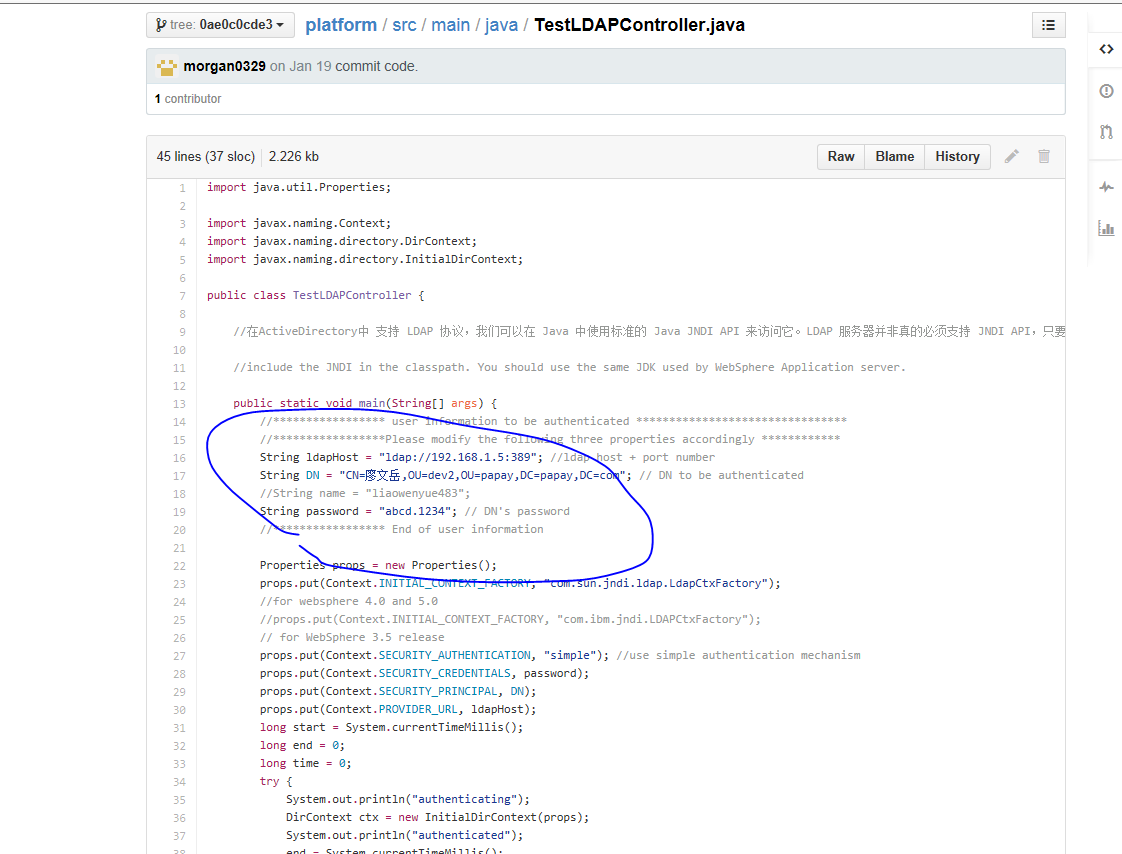 tree: 0ae0c0cde3 platform / src / main / java / TestLDAPController.java
morgan0329 on Jan 19 commit code.
1 contributor
45 lines (37 sloc) 2.226 kb Raw Blame History
1 import java.util.Properties;
2
3 import javax.naming.Context;
4 import javax.naming.directory.DirContext;
5 import javax.naming.directory.InitialDirContext;
6
7 public class TestLDAPController {
8
9 //在ActiveDirectory中 支持 LDAP 协议，我们可以在 Java 中使用标准的 Java JNDI API 来访问它。LDAP 服务器并非真的必须支持 JNDI API，只要
10
11 //include the JNDI in the classpath. You should use the same JDK used by WebSphere Application server.
12
13 public static void main(String[] args) {
14 //***************** user information to be authenticated ********************************
15 //*****************Please modify the following three properties accordingly ************
16 String ldapHost = "ldap://192.168.1.5:389"; //ldap host + port number
17 String DN = "CN=廖文岳,OU=dev2,OU=papay,DC=papay,DC=com"; // DN to be authenticated
18 //String name = "liaowenyue483";
19 String password = "abcd.1234"; // DN's password
20 //***************** End of user information
21
22 Properties props = new Properties();
23 props.put(Context.INITIAL_CONTEXT_FACTORY, "com.sun.jndi.ldap.LdapCtxFactory");
24 //for websphere 4.0 and 5.0
25 //props.put(Context.INITIAL_CONTEXT_FACTORY, "com.ibm.jndi.LDAPCtxFactory");
26 // for WebSphere 3.5 release
27 props.put(Context.SECURITY_AUTHENTICATION, "simple"); //use simple authentication mechanism
28 props.put(Context.SECURITY_CREDENTIALS, password);
29 props.put(Context.SECURITY_PRINCIPAL, DN);
30 props.put(Context.PROVIDER_URL, ldapHost);
31 long start = System.currentTimeMillis();
32 long end = 0;
33 long time = 0;
34 try {
35 System.out.println("authenticating");
36 DirContext ctx = new InitialDirContext(props);
37 System.out.println("authenticated");
38 end = System.currentTimeMillis();